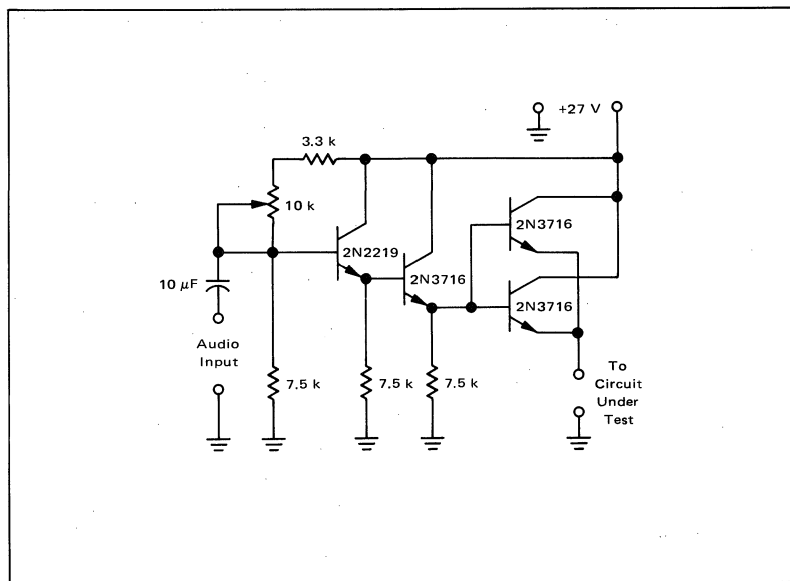 +27 V
3.3 k
10 k
2N3716
2N2219
2N3716
2N3716
10 μF
Audio
Input
7.5 k
7.5 k
7.5 k
To
Circuit
Under
Test